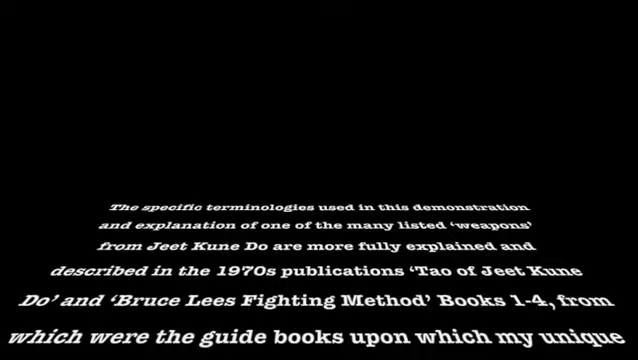 The specific terminologies used in this demonstration
and explanation of one of the many listed ‘weapons’
from Jeet Kune Do are more fully explained and
described in the 1970s publications ‘Tao of Jeet Kune
Do’ and ‘Bruce Lees Fighting Method’ Books 1-4, from
which were the guide books upon which my unique